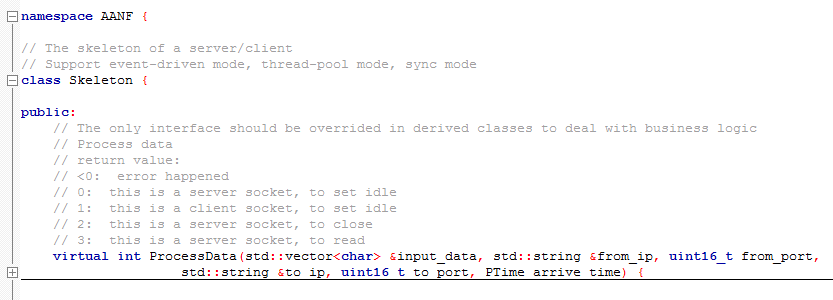 namespace AANF {
// The skeleton of a server/client
// Support event-driven mode, thread-pool mode, sync mode
class Skeleton {
public:
// The only interface should be overrided in derived classes to deal with business logic
// Process data
// return value:
// <0:  error happened
// 0:  this is a server socket, to set idle
// 1:  this is a client socket, to set idle
// 2:  this is a server socket, to close
// 3:  this is a server socket, to read
virtual int ProcessData(std::vector<char> &input_data, std::string &from_ip, uint16_t from_port,
std::string &to_ip, uint16_t to_port, PTime arrive_time) {